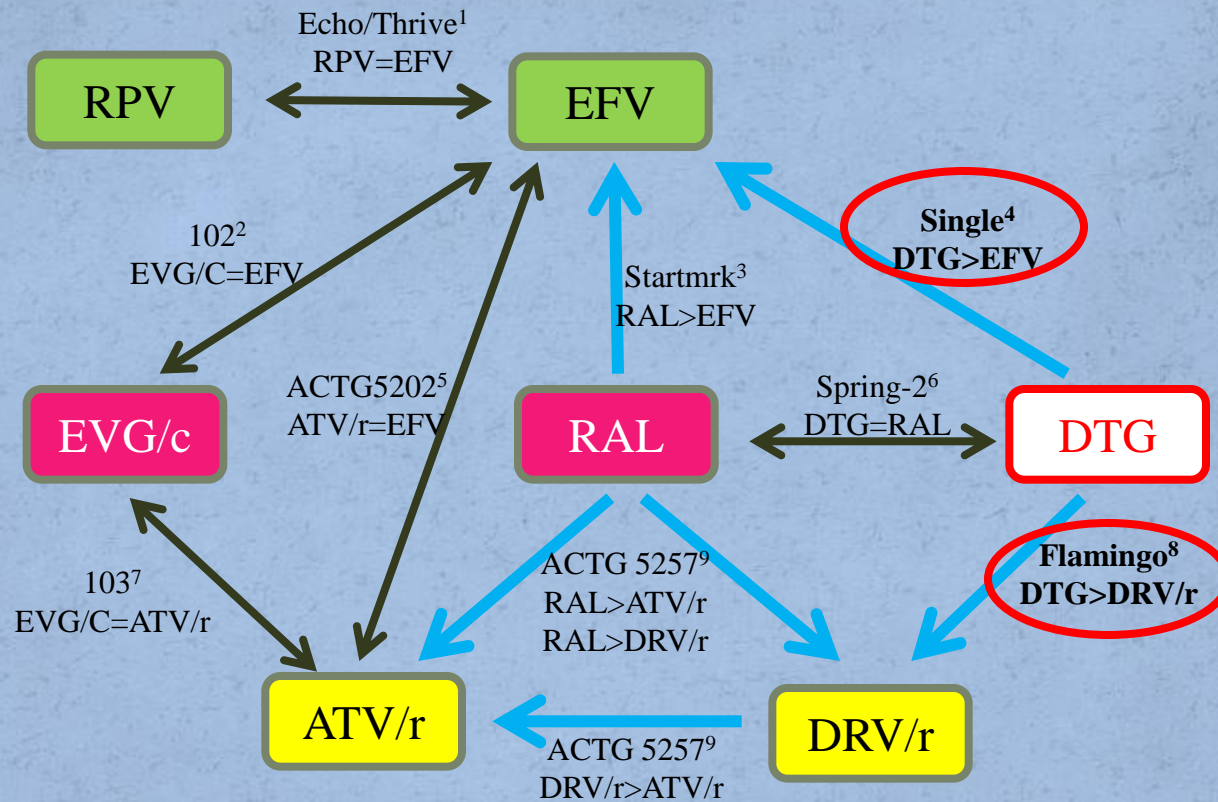 Echo/Thrive¹
RPV=EFV
RPV
EFV
Single⁴
DTG>EFV
102²
EVG/C=EFV
Startmrk³
RAL>EFV
ACTG5202⁵
ATV/r=EFV
Spring-2⁶
DTG=RAL
EVG/c
RAL
DTG
103⁷
EVG/C=ATV/r
ACTG 5257⁹
RAL>ATV/r
RAL>DRV/r
Flamingo⁸
DTG>DRV/r
ATV/r
DRV/r
ACTG 5257⁹
DRV/r>ATV/r